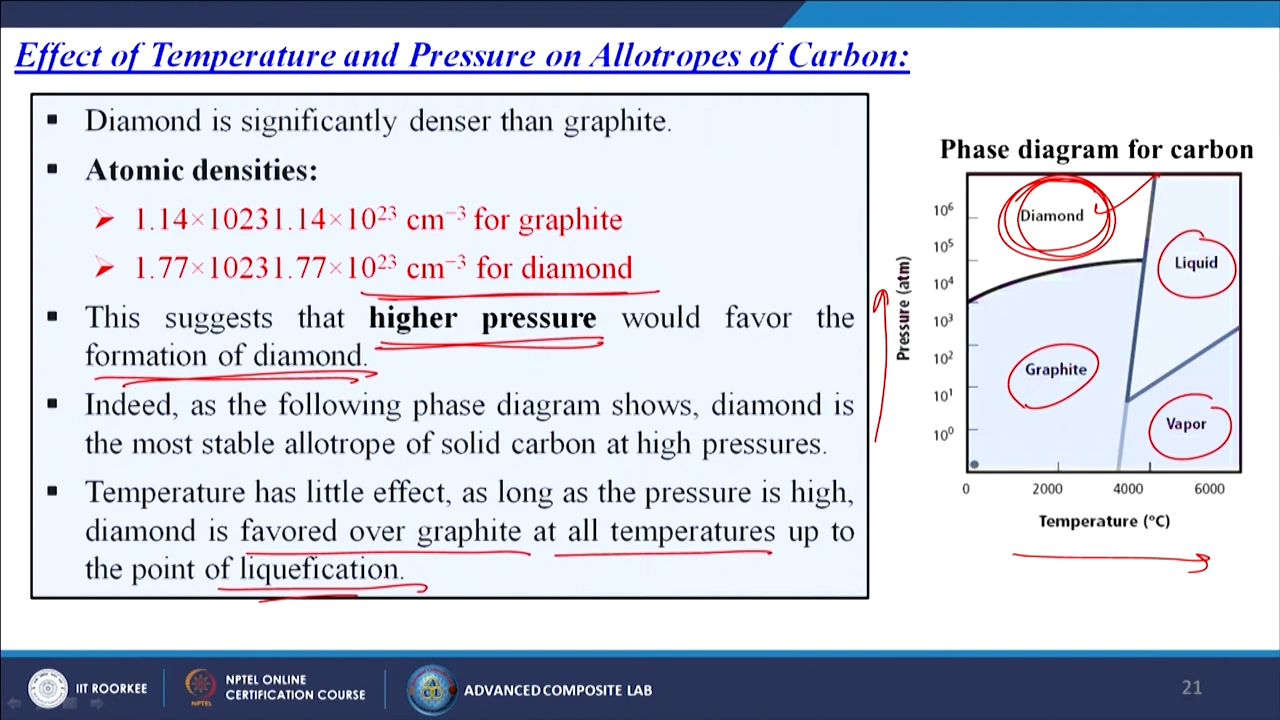 Effect of Temperature and Pressure on Allotropes of Carbon:
▪ Diamond is significantly denser than graphite.
▪ Atomic densities:
➢ 1.14×10231.14×10²³ cm⁻³ for graphite
➢ 1.77×10231.77×10²³ cm⁻³ for diamond
▪ This suggests that higher pressure would favor the
formation of diamond.
▪ Indeed, as the following phase diagram shows, diamond is
the most stable allotrope of solid carbon at high pressures.
▪ Temperature has little effect, as long as the pressure is high,
diamond is favored over graphite at all temperatures up to
the point of liquefication.
Phase diagram for carbon
Pressure (atm)
10⁶
10⁵
10⁴
10³
10²
10¹
10⁰
Diamond
Liquid
Graphite
Vapor
0 2000 4000 6000
Temperature (°C)
IIT ROORKEE
NPTEL
NPTEL ONLINE
CERTIFICATION COURSE
ADVANCED COMPOSITE LAB
21